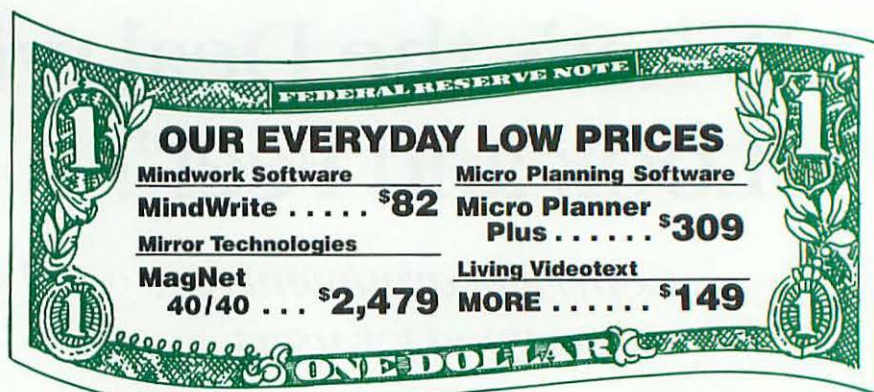 FEDERAL RESERVE NOTE
1
1
OUR EVERYDAY LOW PRICES
Mindwork Software
MindWrite . . . . . $82
Mirror Technologies
MagNet
40/40 . . . $2,479
Micro Planning Software
Micro Planner
Plus . . . . . . $309
Living Videotext
MORE . . . . . . $149
1
1
ONE DOLLAR